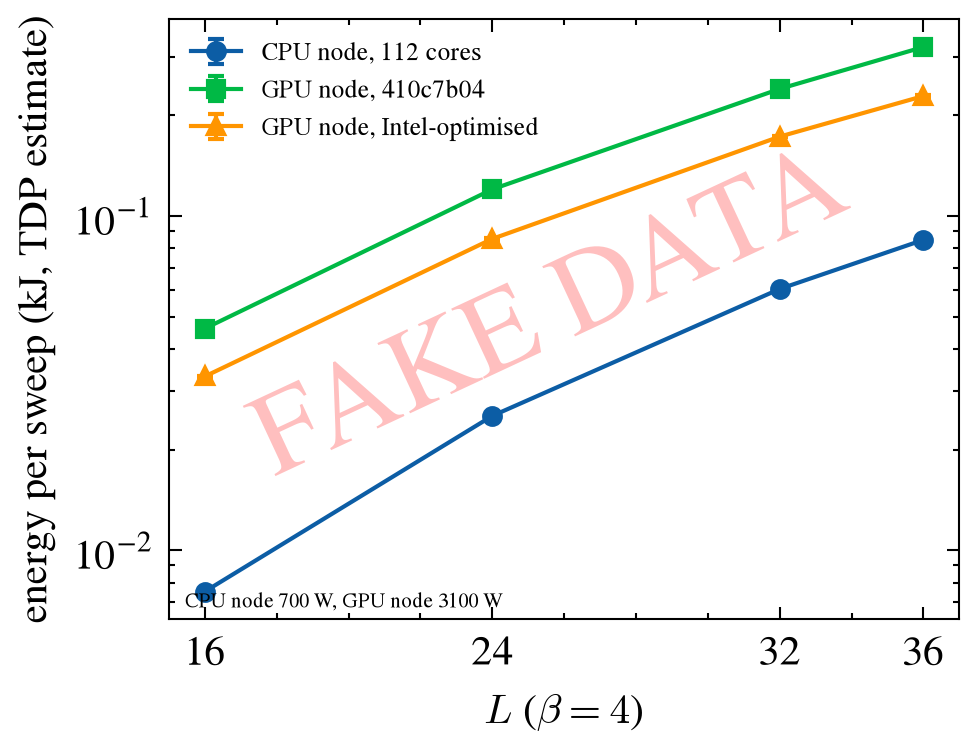 energy per sweep (kJ, TDP estimate)
CPU node, 112 cores
GPU node, 410c7b04
GPU node, Intel-optimised
10⁻¹
10⁻²
FAKE DATA
CPU node 700 W, GPU node 3100 W
16 24 32 36
L (β = 4)